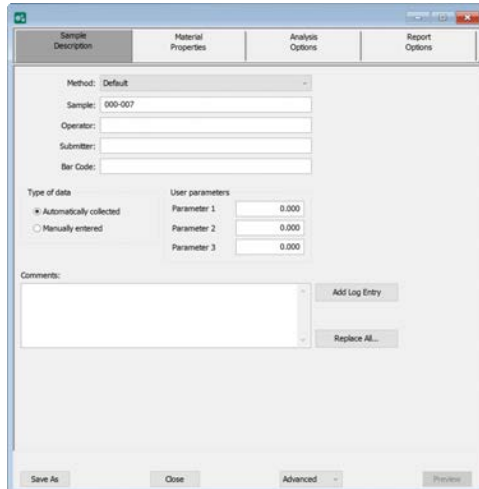 Sample Description
Material Properties
Analysis Options
Report Options
Method: Default
Sample: 000-007
Operator:
Submitter:
Bar Code:
Type of data
Automatically collected
Manually entered
User parameters
Parameter 1 0.000
Parameter 2 0.000
Parameter 3 0.000
Comments:
Add Log Entry
Replace All...
Save As
Close
Advanced
Preview